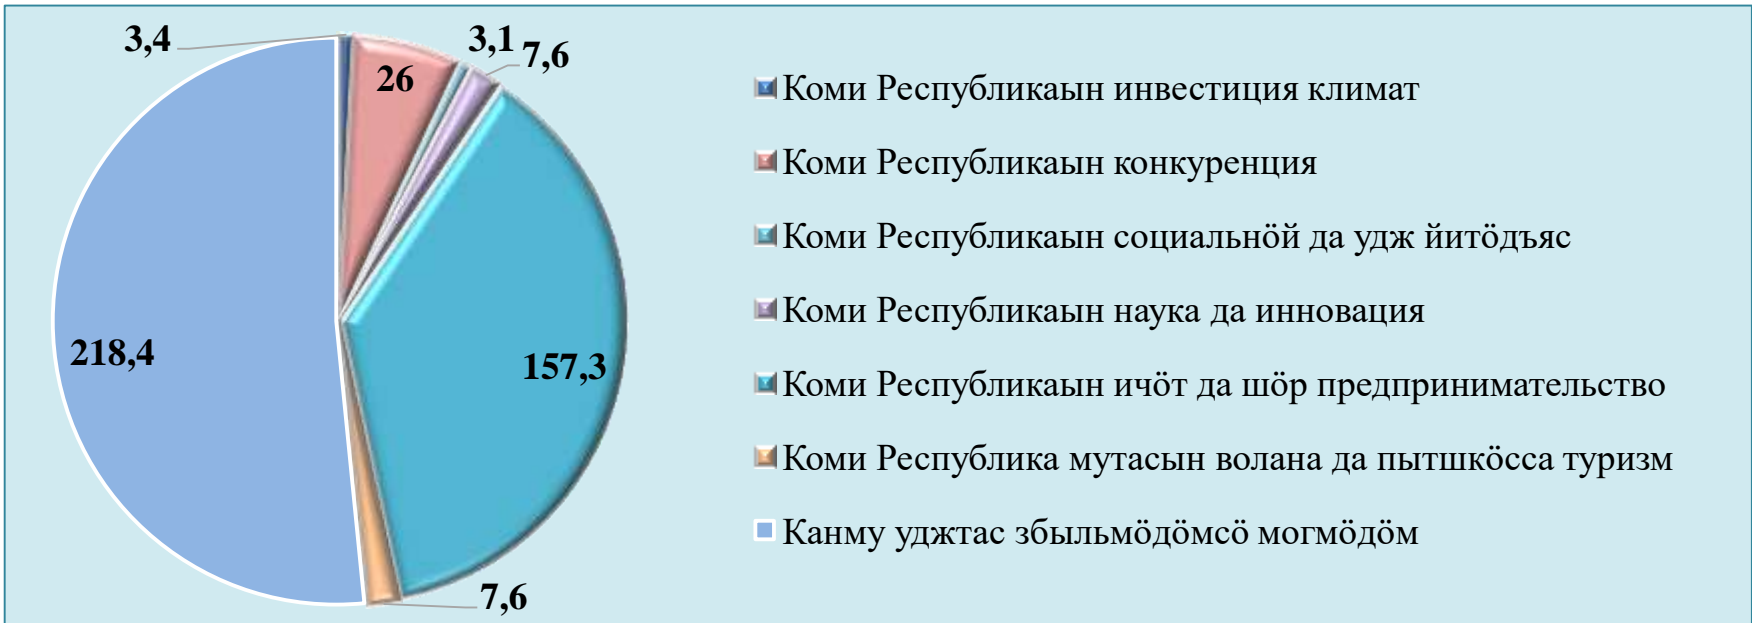 3,4
26
3,1
7,6
157,3
7,6
218,4
Коми Республикаын инвестиция климат
Коми Республикаын конкуренция
Коми Республикаын социальнӧй да удж йитӧдъяс
Коми Республикаын наука да инновация
Коми Республикаын ичӧт да шӧр предпринимательство
Коми Республика мутасын волана да пытшкӧсса туризм
Канму уджтас збыльмӧдӧмсӧ могмӧдӧм